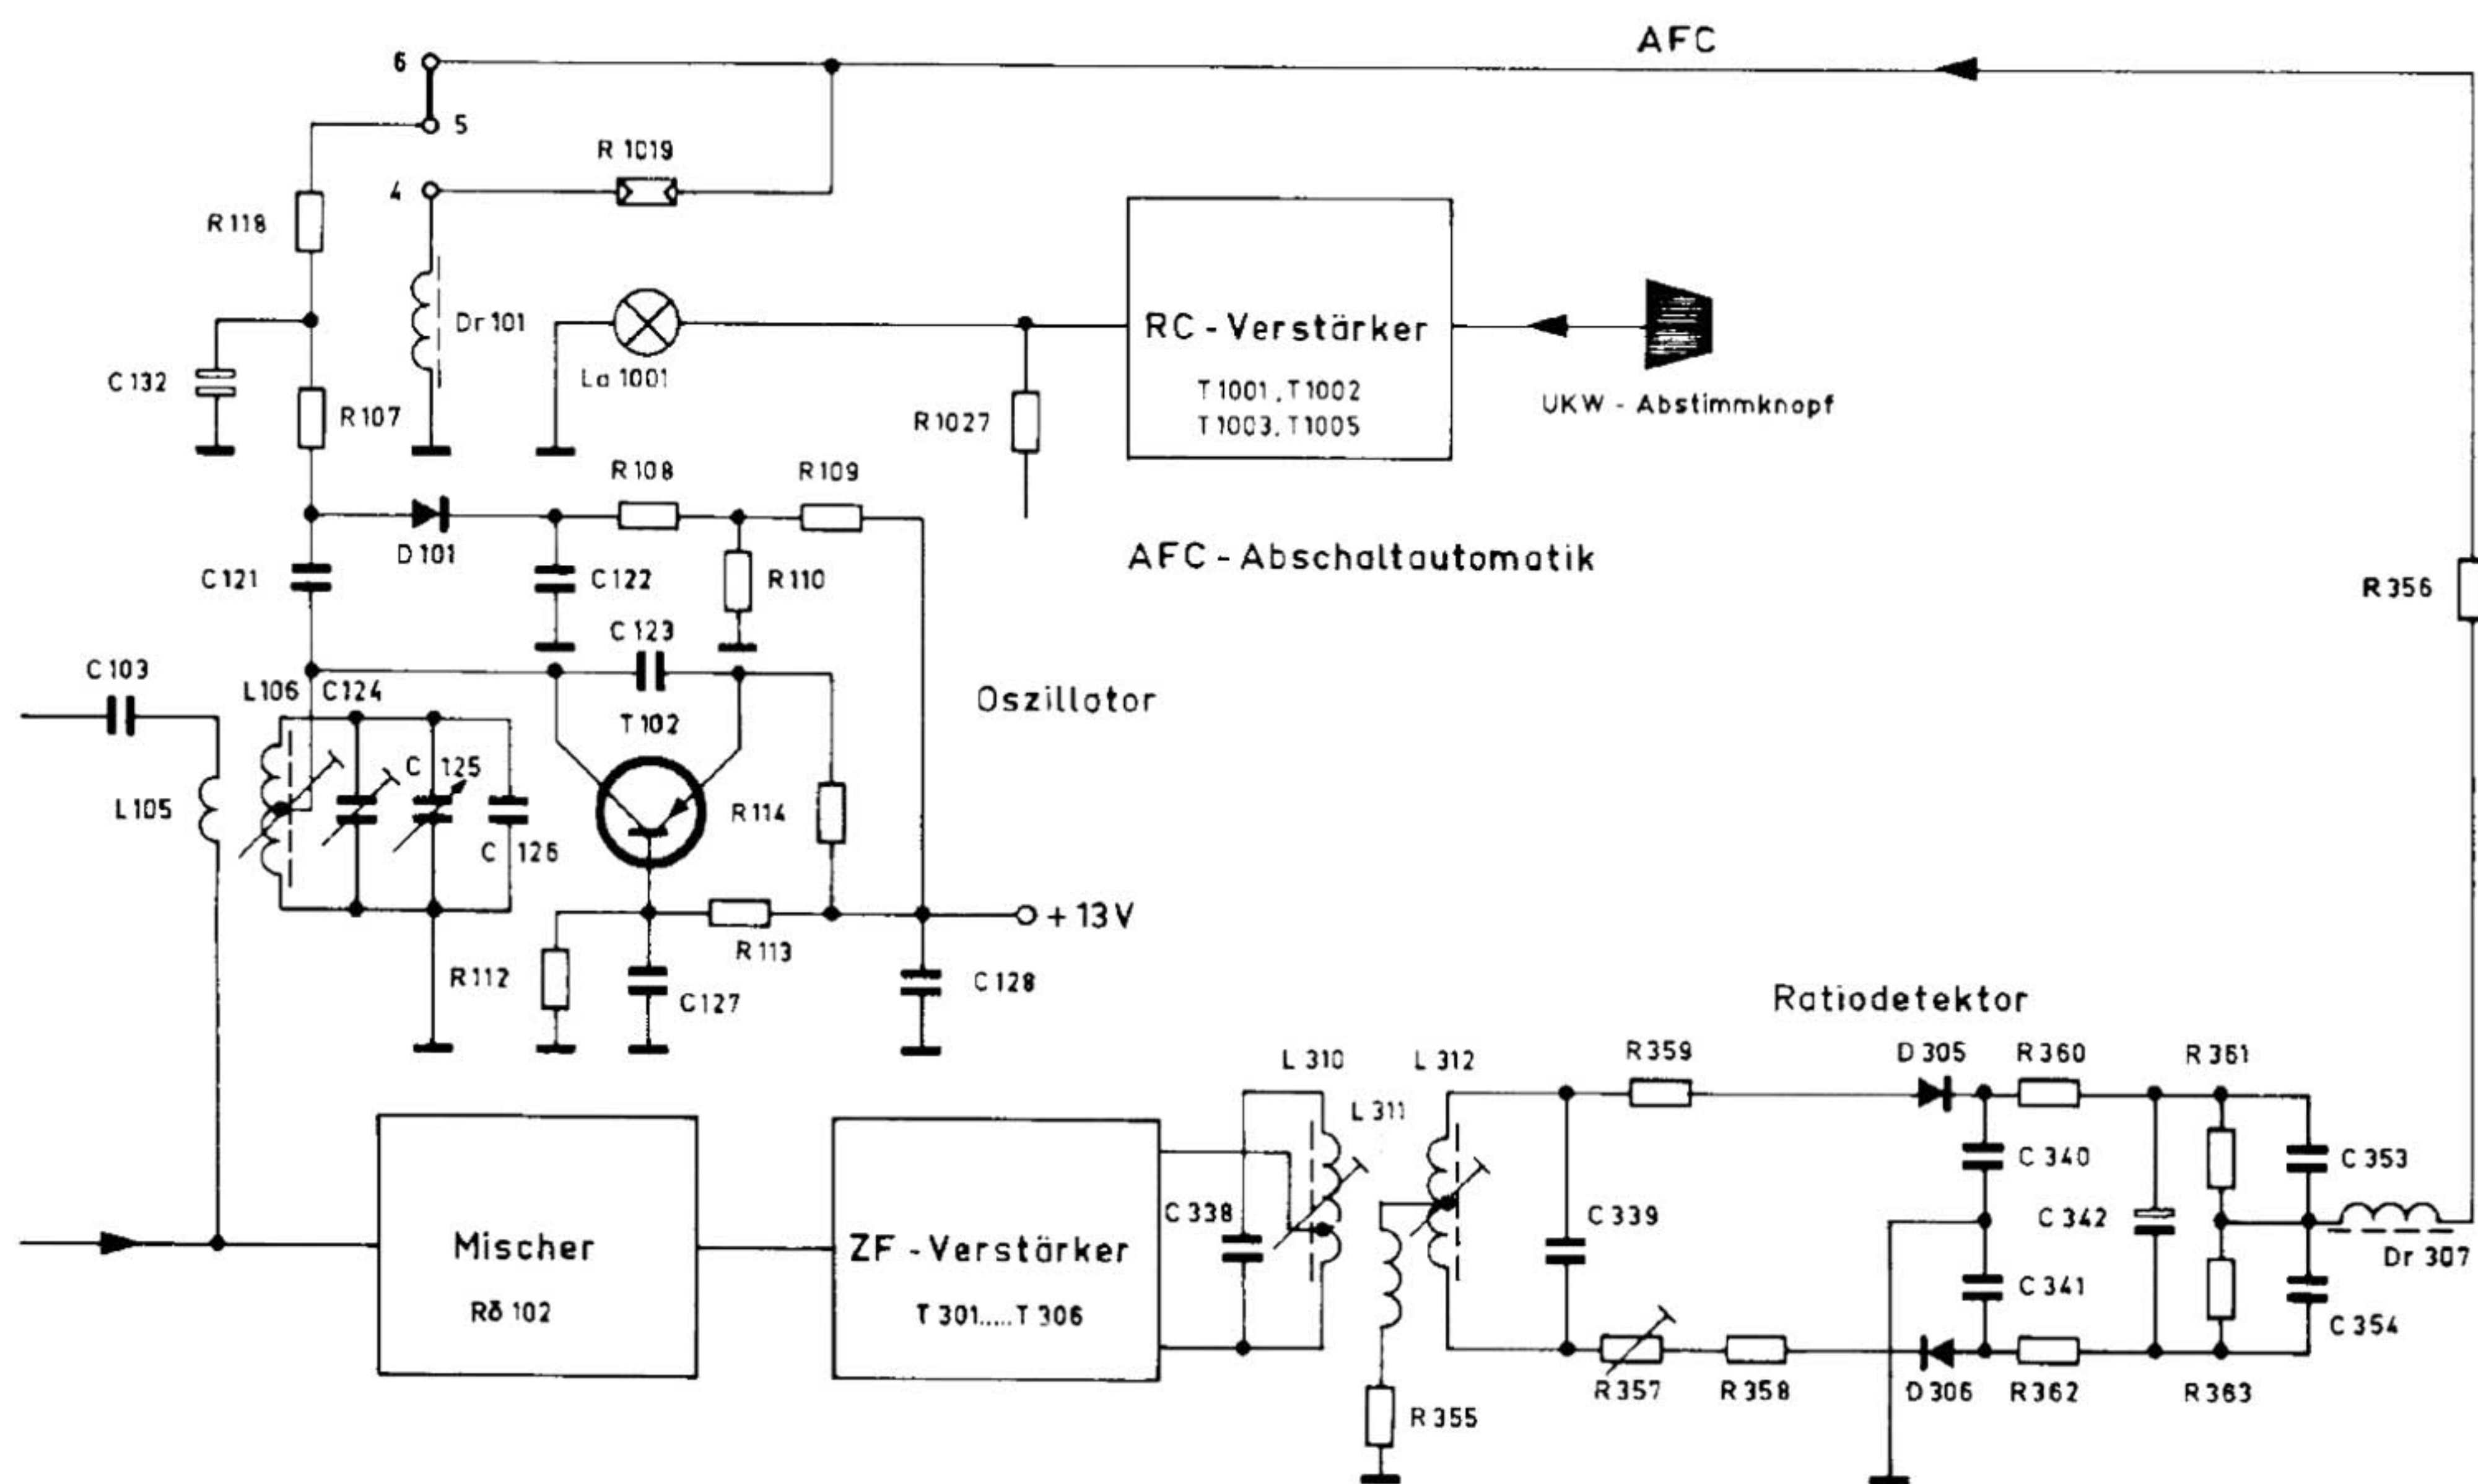 AFC
6
5
R 1019
4
R 118
Dr 101
La 1001
RC - Verstärker
T 1001, T 1002
T 1003, T 1005
UKW - Abstimmknopf
C 132
R 107
R 1027
R 108
R 109
D 101
AFC - Abschaltautomatik
C 121
C 122
R 110
R 356
C 123
C 103
L 106
C 124
T 102
Oszillator
C 125
L 105
R 114
C 126
+ 13 V
R 113
R 112
C 127
C 128
Ratiodetektor
L 310
L 312
R 359
D 305
R 360
R 361
L 311
C 340
C 353
C 338
C 339
C 342
Mischer
Rö 102
ZF - Verstärker
T 301.....T 306
Dr 307
C 341
C 354
R 357
R 358
D 306
R 362
R 363
R 355